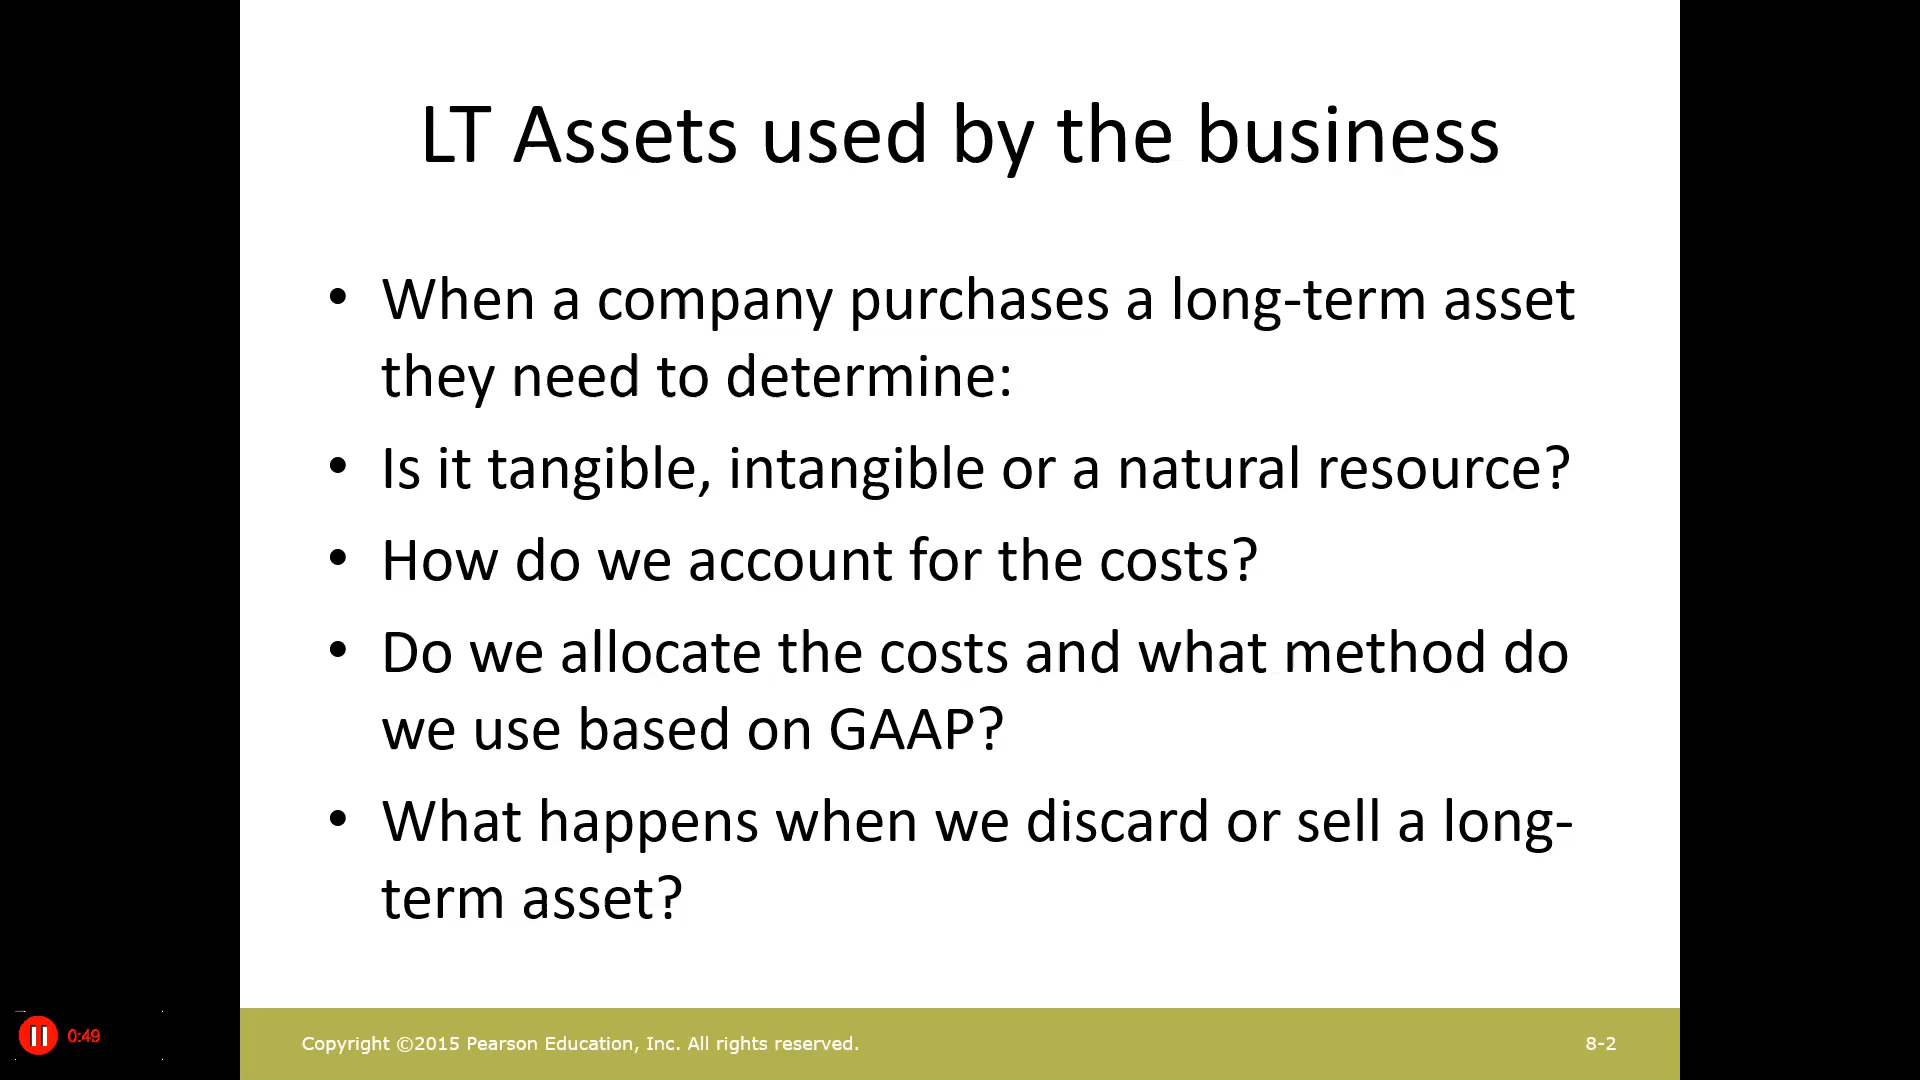 LT Assets used by the business
• When a company purchases a long-term asset
they need to determine:
• Is it tangible, intangible or a natural resource?
• How do we account for the costs?
• Do we allocate the costs and what method do
we use based on GAAP?
• What happens when we discard or sell a long-
term asset?
0:49
Copyright ©2015 Pearson Education, Inc. All rights reserved.
8-2